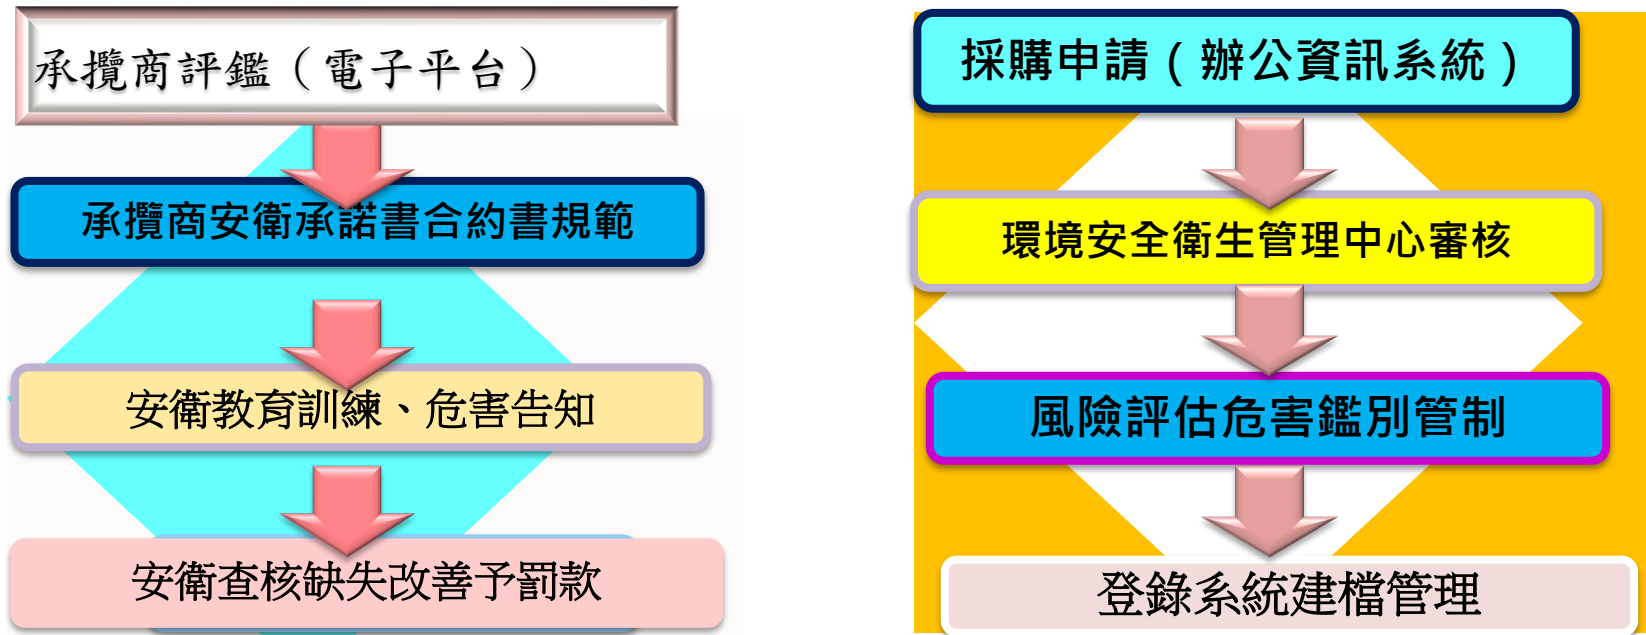 承攬商評鑑（電子平台）
承攬商安衛承諾書合約書規範
安衛教育訓練、危害告知
安衛查核缺失改善予罰款
採購申請（辦公資訊系統）
環境安全衛生管理中心審核
風險評估危害鑑別管制
登錄系統建檔管理